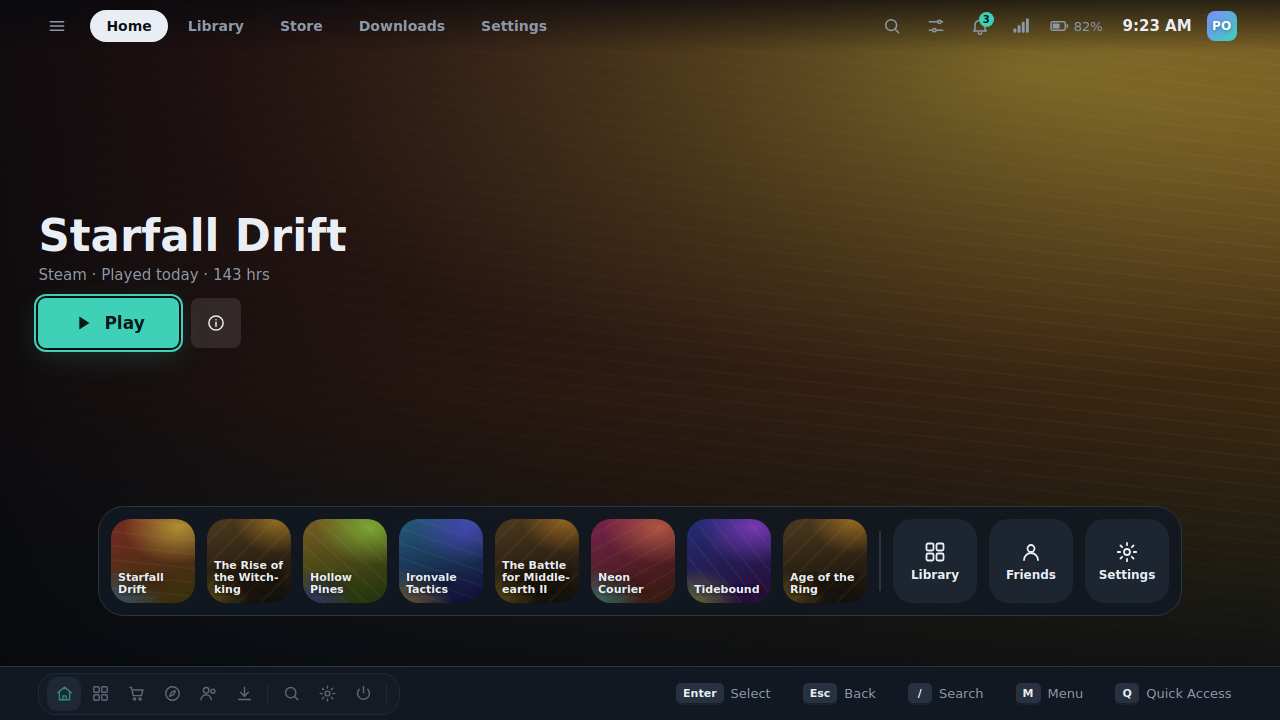 Home
Library
Store
Downloads
Settings
3
82%
9:23 AM
PO
Starfall Drift
Steam · Played today · 143 hrs
Play
Starfall
Drift
The Rise of
the Witch-
king
Hollow
Pines
Ironvale
Tactics
The Battle
for Middle-
earth II
Neon
Courier
Tidebound
Age of the
Ring
Library
Friends
Settings
Enter Select
Esc Back
/ Search
M Menu
Q Quick Access